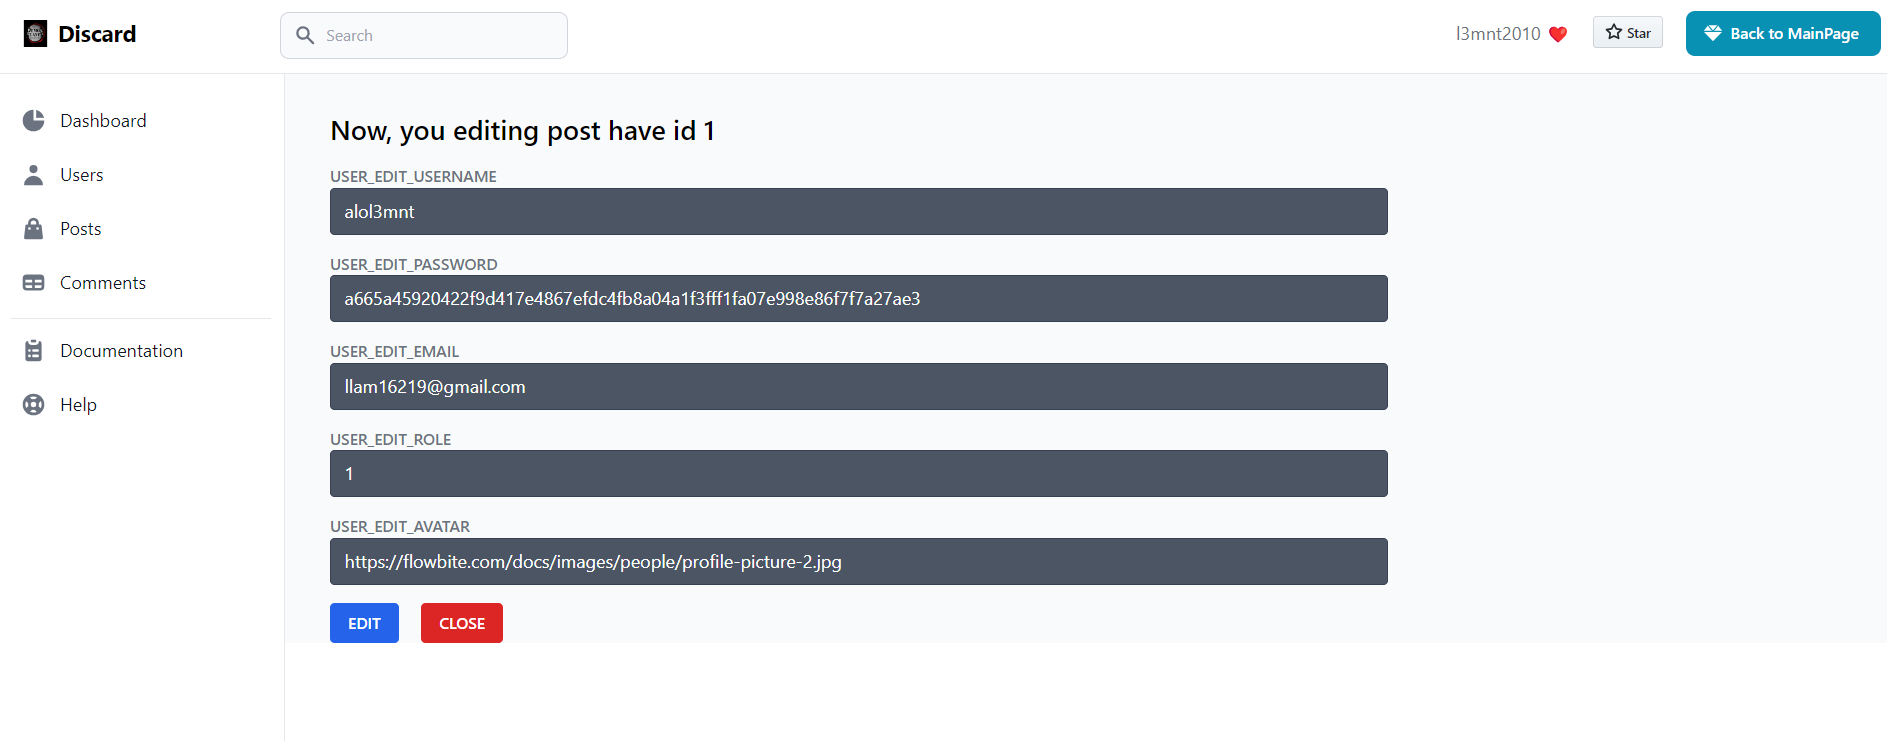 Discard
Search
l3mnt2010 ❤️
Star
Back to MainPage
Dashboard
Users
Posts
Comments
Documentation
Help
Now, you editing post have id 1
USER_EDIT_USERNAME
alol3mnt
USER_EDIT_PASSWORD
a665a45920422f9d417e4867efdc4fb8a04a1f3fff1fa07e998e86f7f7a27ae3
USER_EDIT_EMAIL
llam16219@gmail.com
USER_EDIT_ROLE
1
USER_EDIT_AVATAR
https://flowbite.com/docs/images/people/profile-picture-2.jpg
EDIT
CLOSE